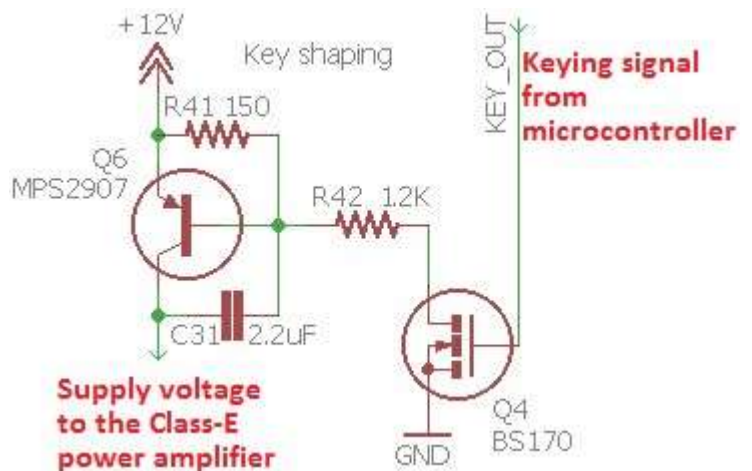 +12V
Key shaping
KEY_OUT
Keying signal
from
microcontroller
R41 150
Q6
MPS2907
R42 1.2K
C31 2.2uF
Supply voltage
to the Class-E
power amplifier
Q4
BS170
GND